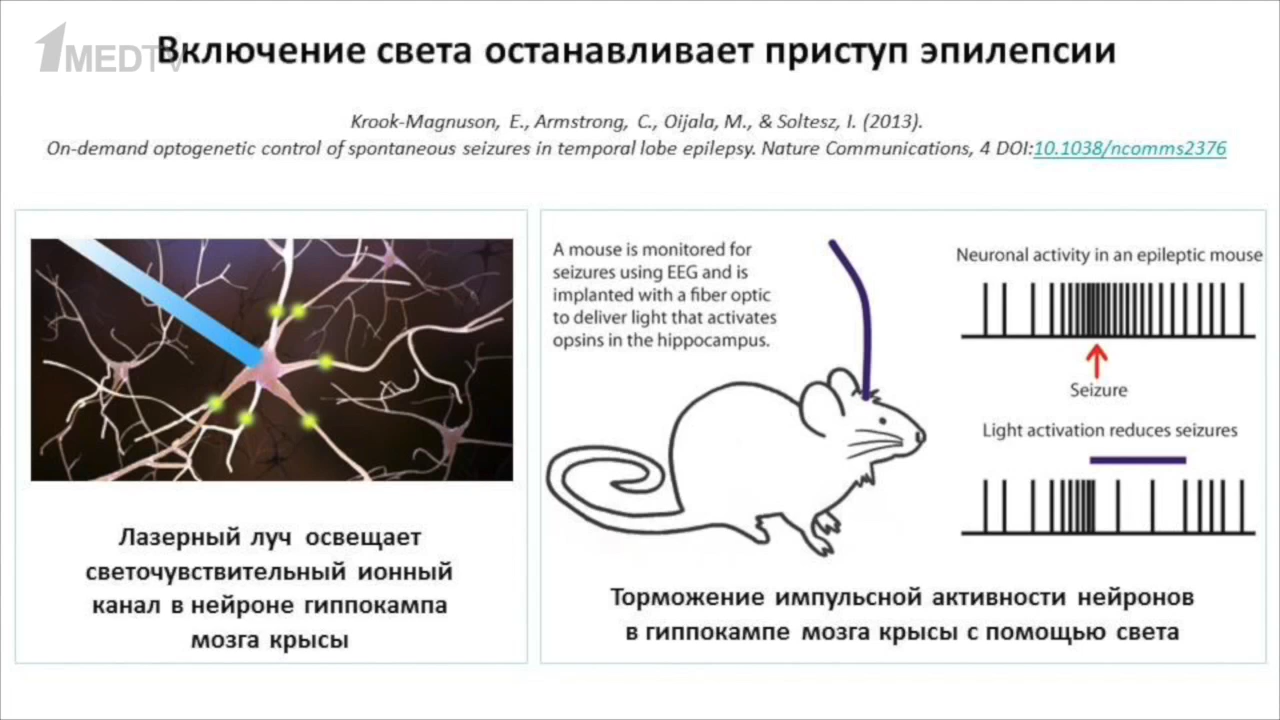 1MEDTV
Включение света останавливает приступ эпилепсии
Krook-Magnuson, E., Armstrong, C., Oijala, M., & Soltesz, I. (2013).
On-demand optogenetic control of spontaneous seizures in temporal lobe epilepsy. Nature Communications, 4 DOI:10.1038/ncomms2376
Лазерный луч освещает
светочувствительный ионный
канал в нейроне гиппокампа
мозга крысы
A mouse is monitored for
seizures using EEG and is
implanted with a fiber optic
to deliver light that activates
opsins in the hippocampus.
Neuronal activity in an epileptic mouse
Seizure
Light activation reduces seizures
Торможение импульсной активности нейронов
в гиппокампе мозга крысы с помощью света